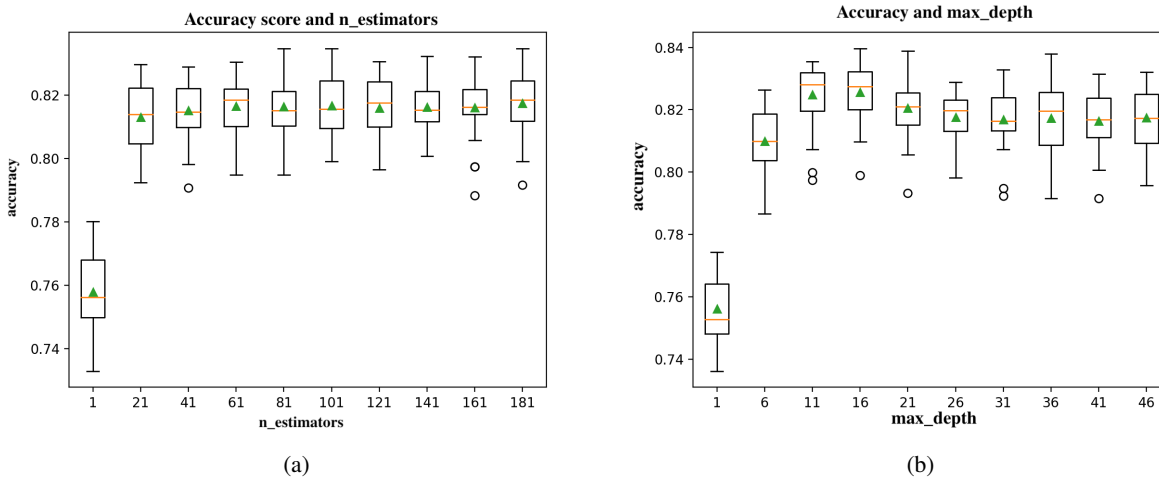 Accuracy score and n_estimators
accuracy
0.82
0.80
0.78
0.76
0.74
1 21 41 61 81 101 121 141 161 181
n_estimators
(a)
Accuracy and max_depth
accuracy
0.84
0.82
0.80
0.78
0.76
0.74
1 6 11 16 21 26 31 36 41 46
max_depth
(b)